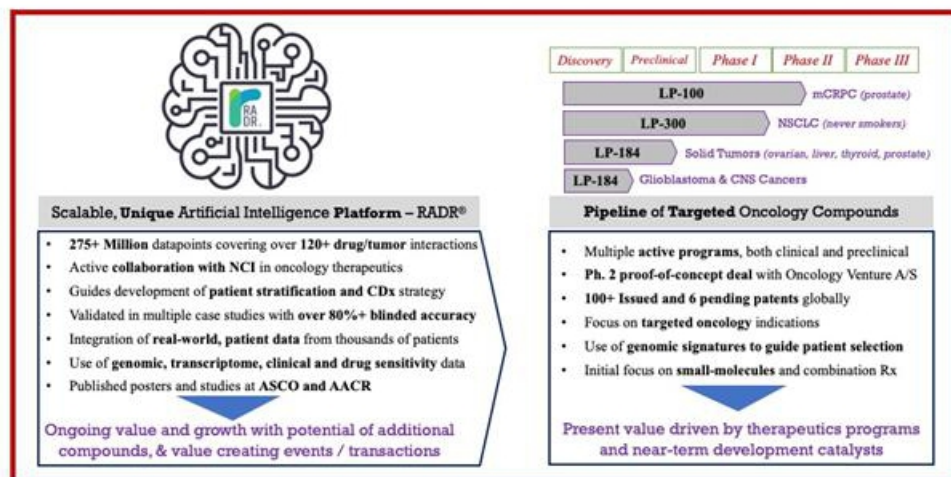 RADR.
Scalable, Unique Artificial Intelligence Platform – RADR®
• 275+ Million datapoints covering over 120+ drug/tumor interactions
• Active collaboration with NCI in oncology therapeutics
• Guides development of patient stratification and CDx strategy
• Validated in multiple case studies with over 80%+ blinded accuracy
• Integration of real-world, patient data from thousands of patients
• Use of genomic, transcriptome, clinical and drug sensitivity data
• Published posters and studies at ASCO and AACR
Ongoing value and growth with potential of additional
compounds, & value creating events / transactions
Discovery Preclinical Phase I Phase II Phase III
LP-100 mCRPC (prostate)
LP-300 NSCLC (never smokers)
LP-184 Solid Tumors (ovarian, liver, thyroid, prostate)
LP-184 Glioblastoma & CNS Cancers
Pipeline of Targeted Oncology Compounds
• Multiple active programs, both clinical and preclinical
• Ph. 2 proof-of-concept deal with Oncology Venture A/S
• 100+ Issued and 6 pending patents globally
• Focus on targeted oncology indications
• Use of genomic signatures to guide patient selection
• Initial focus on small-molecules and combination Rx
Present value driven by therapeutics programs
and near-term development catalysts